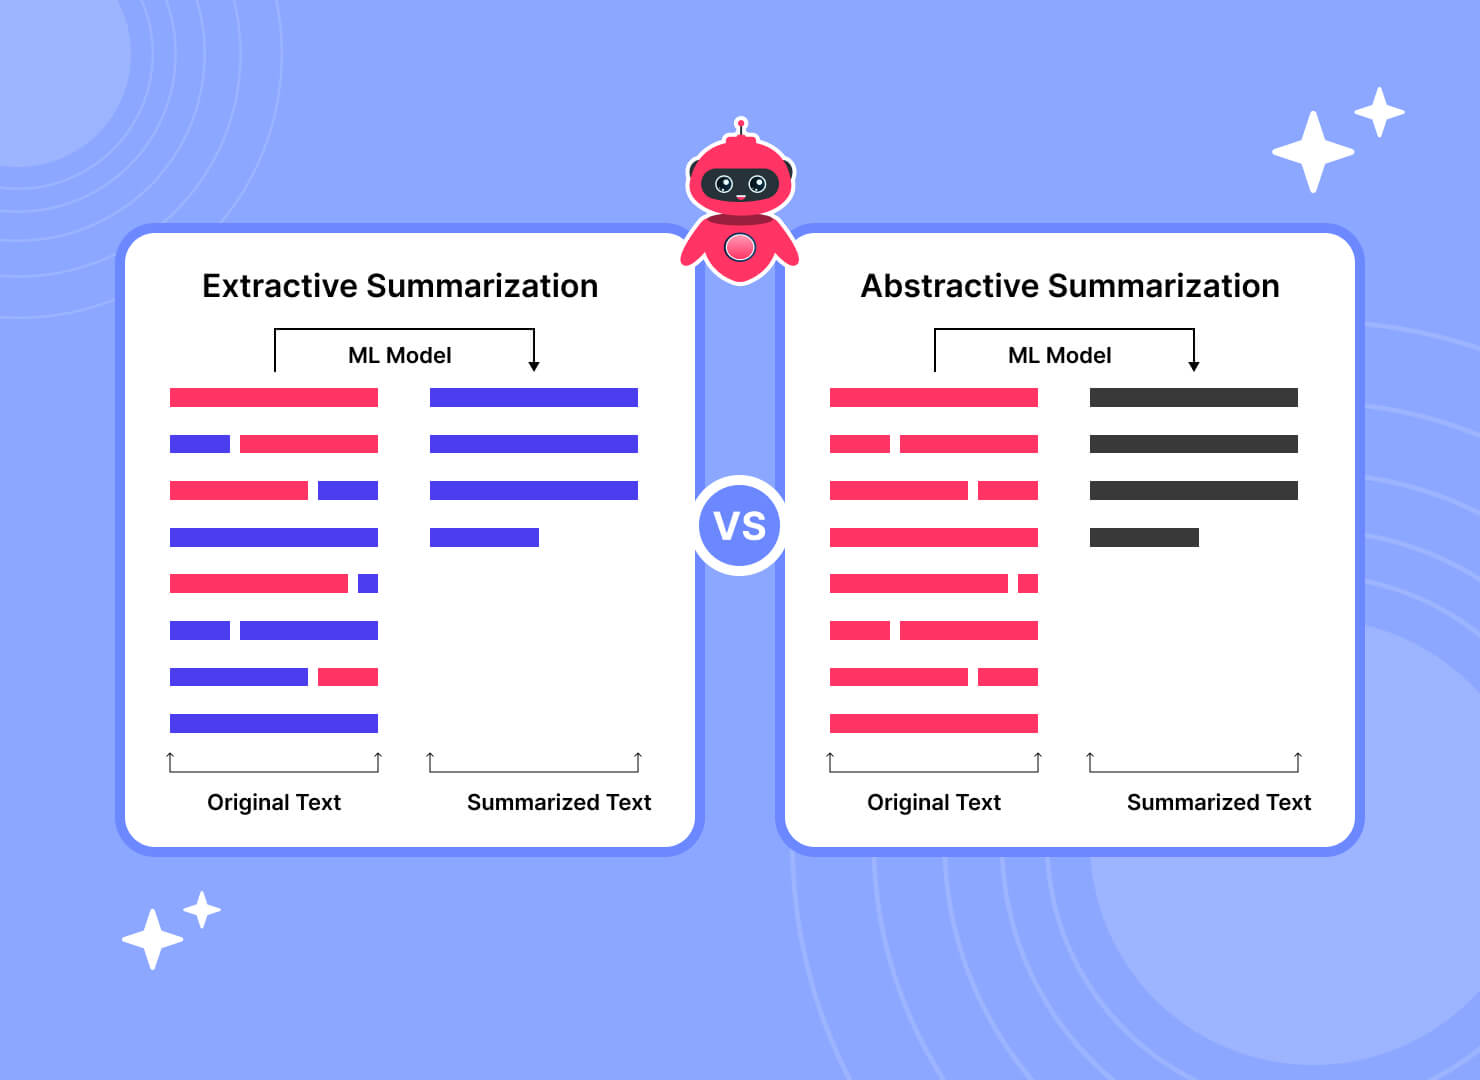 Extractive Summarization
ML Model
Original Text
Summarized Text
VS
Abstractive Summarization
ML Model
Original Text
Summarized Text